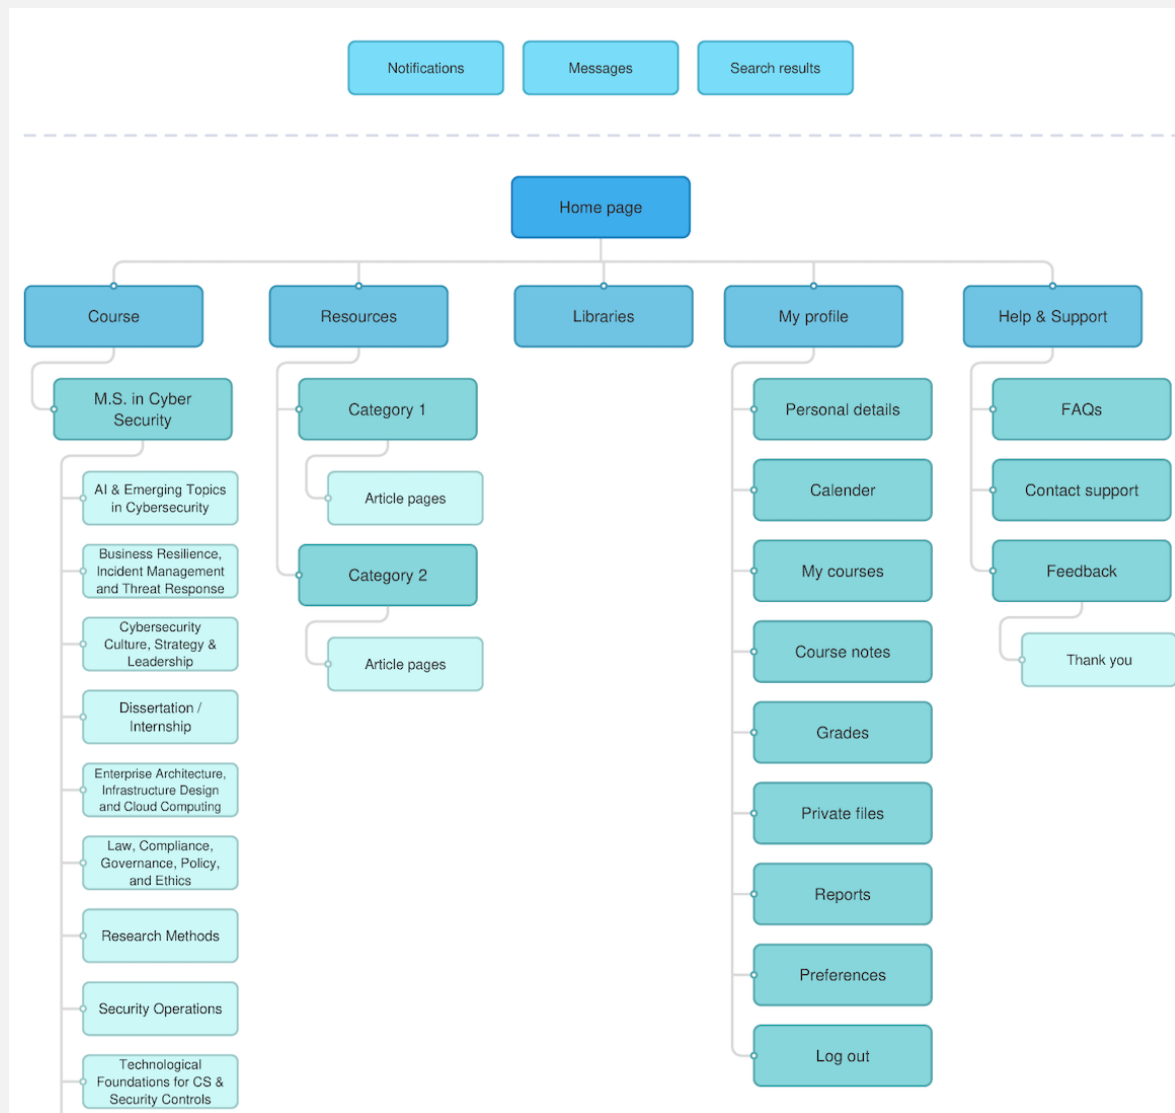 Notifications
Messages
Search results
Home page
Course
Resources
Libraries
My profile
Help & Support
M.S. in Cyber
Security
AI & Emerging Topics
in Cybersecurity
Business Resilience,
Incident Management
and Threat Response
Cybersecurity
Culture, Strategy &
Leadership
Dissertation /
Internship
Enterprise Architecture,
Infrastructure Design
and Cloud Computing
Law, Compliance,
Governance, Policy,
and Ethics
Research Methods
Security Operations
Technological
Foundations for CS &
Security Controls
Category 1
Article pages
Category 2
Article pages
Personal details
Calender
My courses
Course notes
Grades
Private files
Reports
Preferences
Log out
FAQs
Contact support
Feedback
Thank you